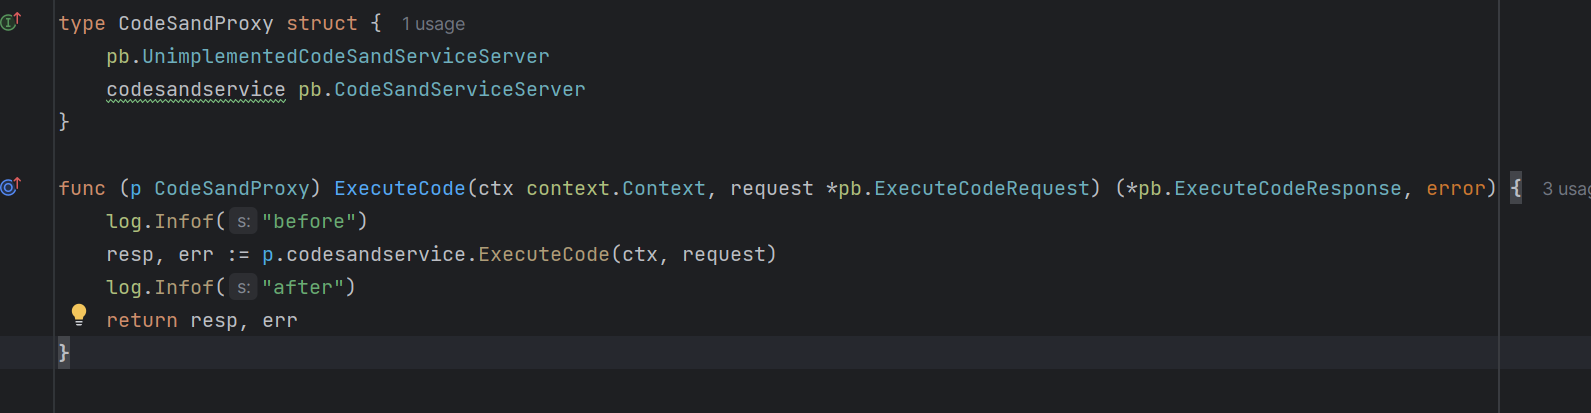 type CodeSandProxy struct { 1 usage
    pb.UnimplementedCodeSandServiceServer
    codesandservice pb.CodeSandServiceServer
}
func (p CodeSandProxy) ExecuteCode(ctx context.Context, request *pb.ExecuteCodeRequest) (*pb.ExecuteCodeResponse, error) { 3 usag
    log.Infof( s: "before")
    resp, err := p.codesandservice.ExecuteCode(ctx, request)
    log.Infof( s: "after")
    return resp, err
}